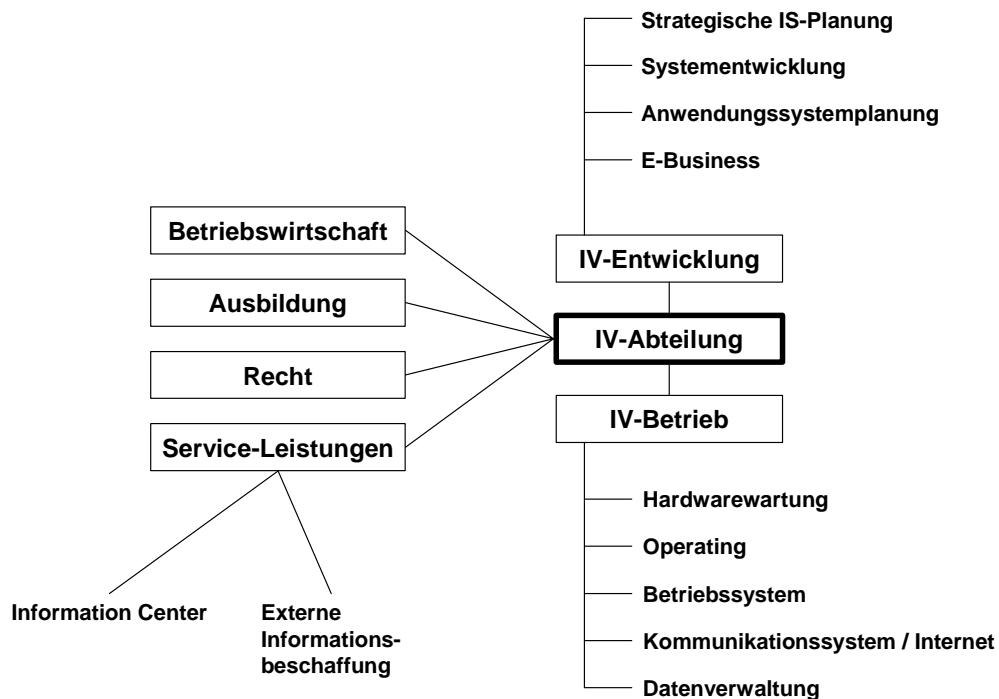 Strategische IS-Planung
Systementwicklung
Anwendungssystemplanung
E-Business
Betriebswirtschaft
IV-Entwicklung
Ausbildung
IV-Abteilung
Recht
IV-Betrieb
Service-Leistungen
Hardwarewartung
Operating
Betriebssystem
Information Center
Externe
Informations-
beschaffung
Kommunikationssystem / Internet
Datenverwaltung